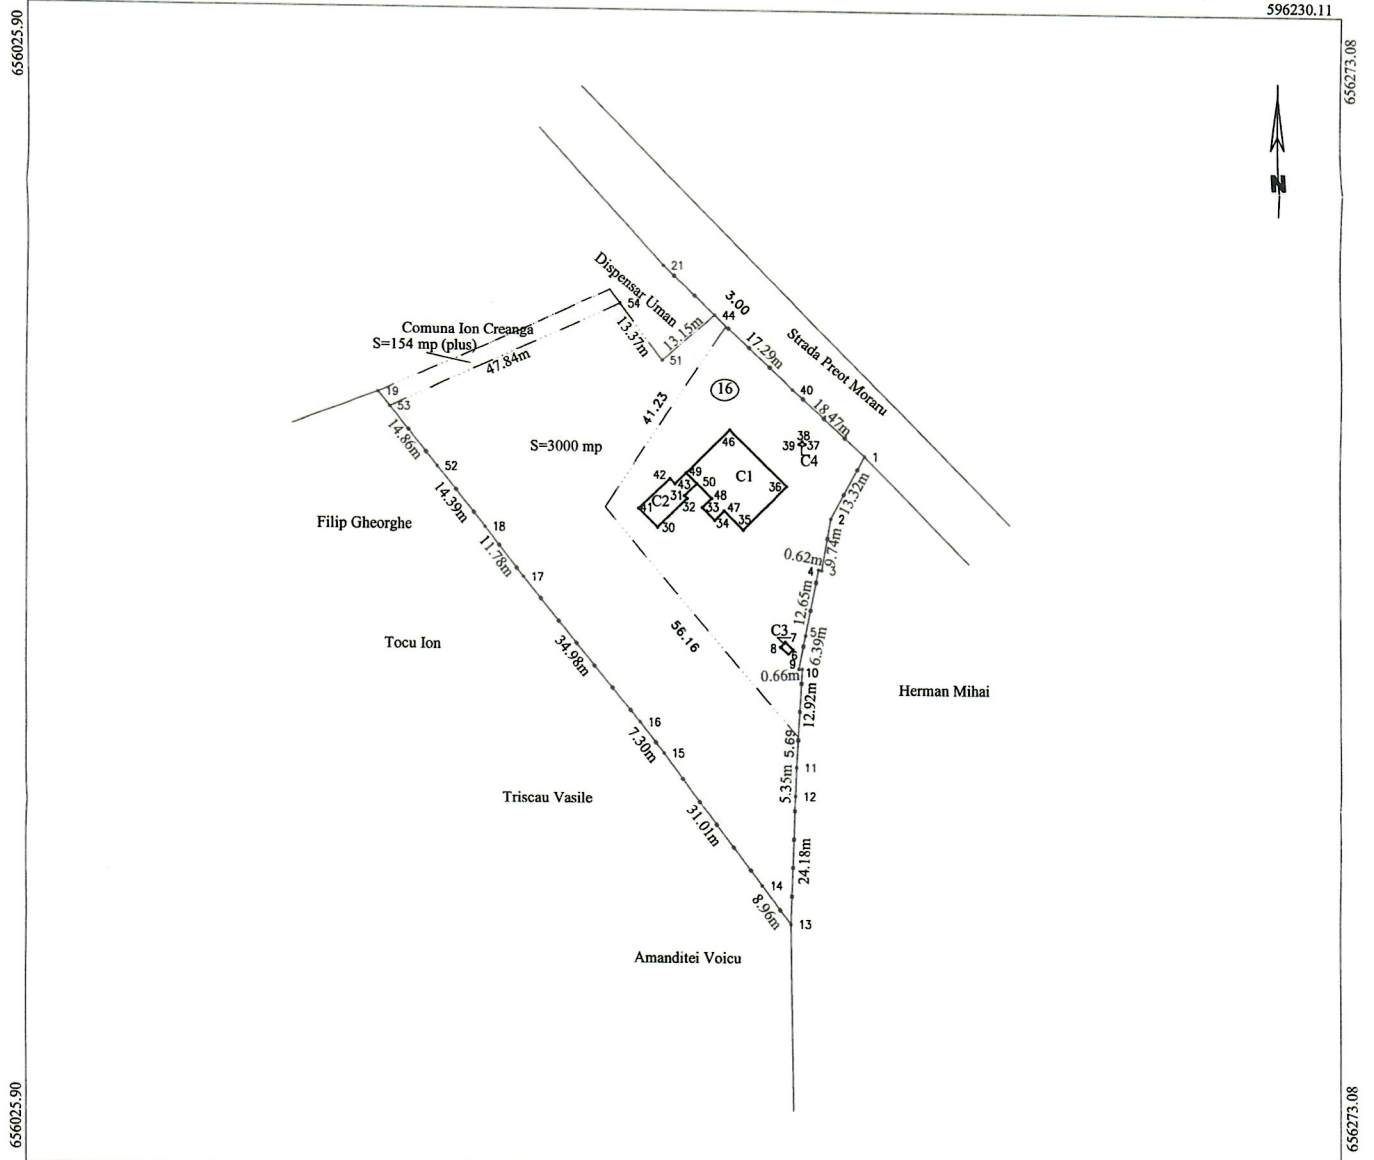 596230.11
656025.90
656273.08
N
21
Dispensar Uman
54
3.00
44
Comuna Ion Creanga
S=154 mp (plus)
13.37m
13.15m
51
17.29m
Strada Preot Moraru
47.84m
19
53
16
40
18.47m
41.23
14.86m
S=3000 mp
46
38
39
37
C4
1
52
49
C1
42
43
50
36
14.39m
31
C2
48
41
32
33
47
13.32m
34
35
2
Filip Gheorghe
18
30
9.74m
11.78m
0.62m
4
3
17
12.65m
56.16
C3
7
5
Tocu Ion
34.98m
8
6
6.39m
9
0.66m
10
Herman Mihai
12.92m
16
7.30m
15
5.69
11
5.35m
12
Triscau Vasile
31.01m
24.18m
14
8.96m
13
Amanditei Voicu
656025.90
656273.08